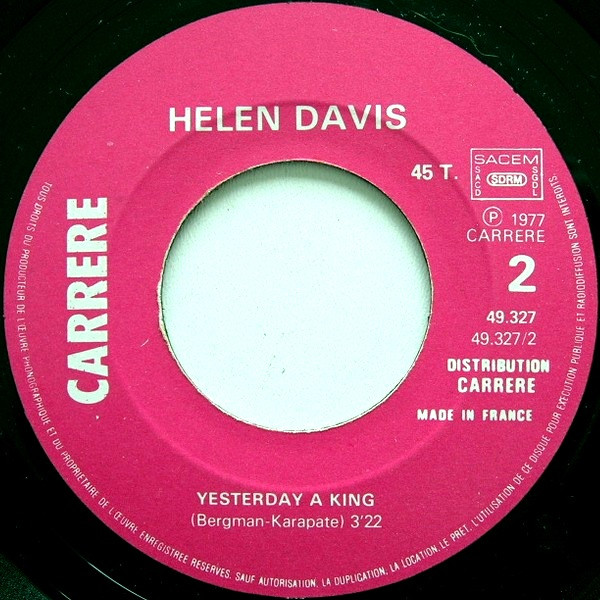 HELEN DAVIS
45 T.
SACEM
SACD
SDRM
SGDL
Ⓟ 1977
CARRERE
2
49.327
49.327/2
DISTRIBUTION
CARRERE
MADE IN FRANCE
CARRERE
YESTERDAY A KING
(Bergman-Karapate) 3'22
TOUS DROITS DU PRODUCTEUR DE L'ŒUVRE PHONOGRAPHIQUE ET DU PROPRIETAIRE DE L'ŒUVRE ENREGISTREE RESERVES. SAUF AUTORISATION, LA DUPLICATION, LA LOCATION, LE PRET, L'UTILISATION DE CE DISQUE POUR EXECUTION PUBLIQUE ET RADIODIFFUSION SONT INTERDITS